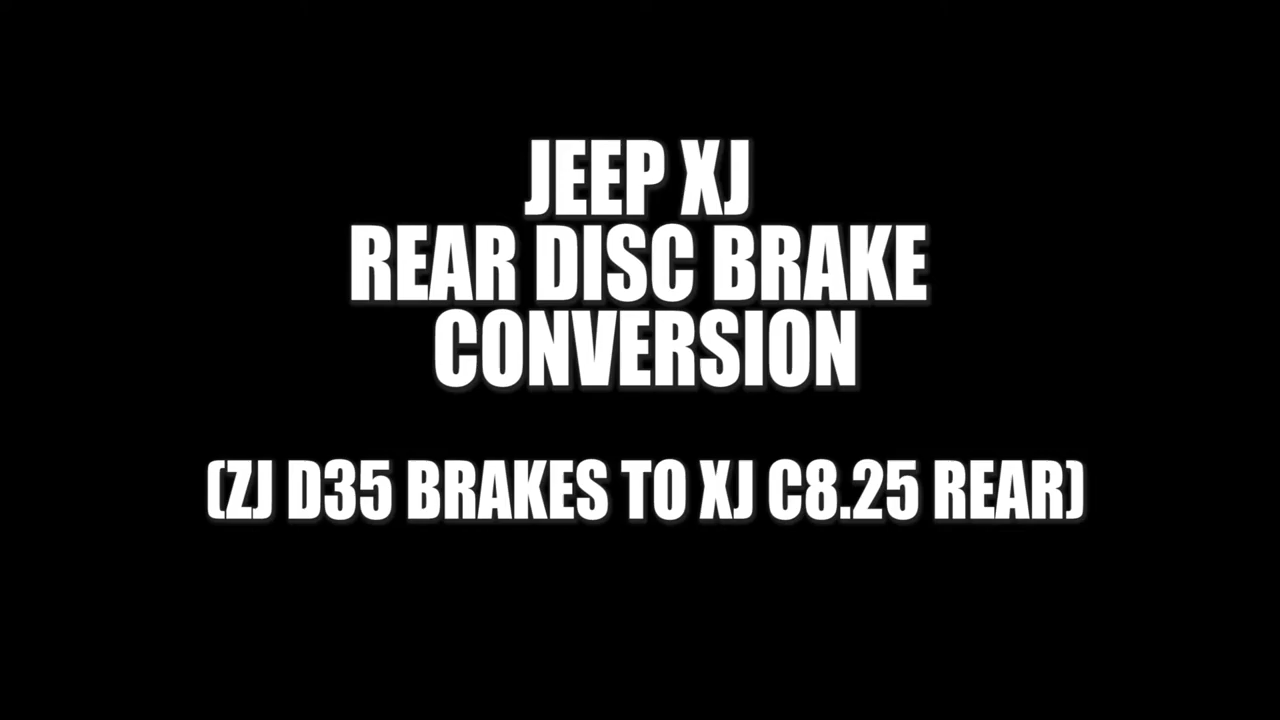 JEEP XJ
REAR DISC BRAKE
CONVERSION
(ZJ D35 BRAKES TO XJ C8.25 REAR)